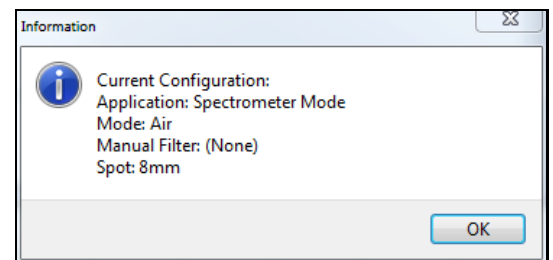 Information
Current Configuration:
Application: Spectrometer Mode
Mode: Air
Manual Filter: (None)
Spot: 8mm
OK